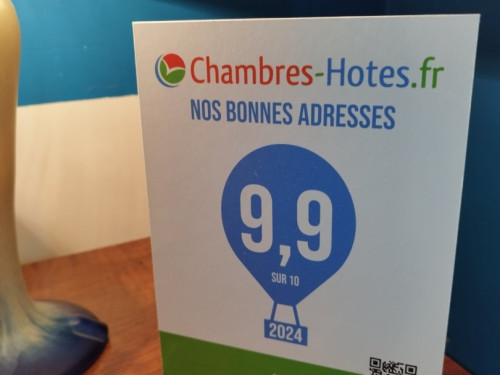 Chambres-Hotes.fr
NOS BONNES ADRESSES
9,9
SUR 10
2024